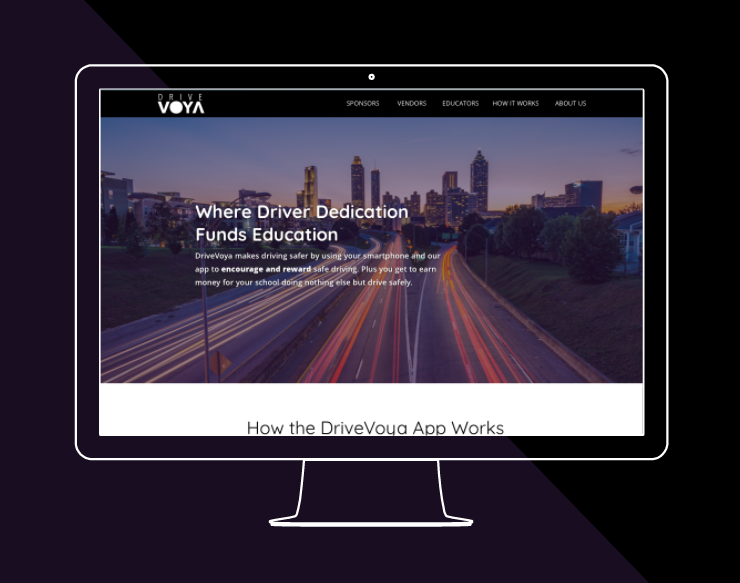 DRIVE
VOYA
SPONSORS VENDORS EDUCATORS HOW IT WORKS ABOUT US
Where Driver Dedication
Funds Education
DriveVoya makes driving safer by using your smartphone and our
app to encourage and reward safe driving. Plus you get to earn
money for your school doing nothing else but drive safely.
How the DriveVoya App Works